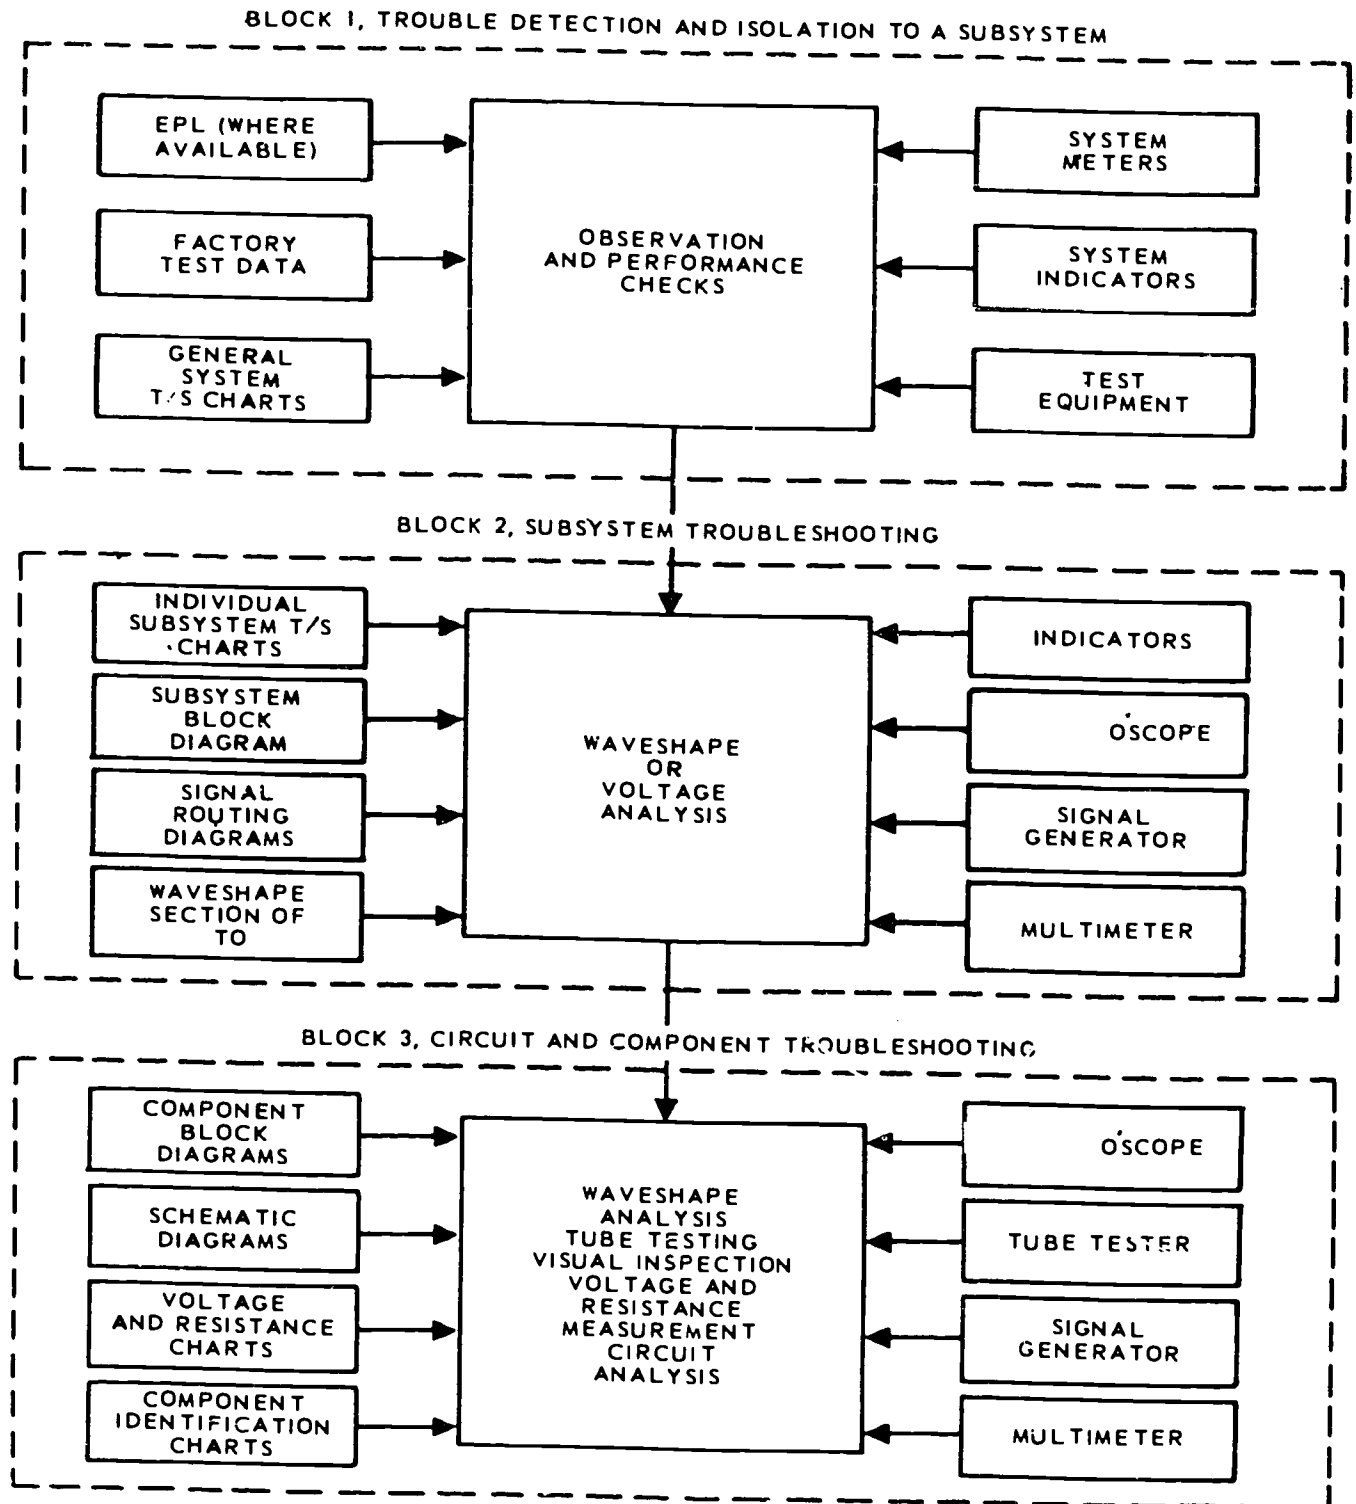 BLOCK 1, TROUBLE DETECTION AND ISOLATION TO A SUBSYSTEM
EPL (WHERE
AVAILABLE)
FACTORY
TEST DATA
GENERAL
SYSTEM
T/S CHARTS
OBSERVATION
AND PERFORMANCE
CHECKS
SYSTEM
METERS
SYSTEM
INDICATORS
TEST
EQUIPMENT
BLOCK 2, SUBSYSTEM TROUBLESHOOTING
INDIVIDUAL
SUBSYSTEM T/S
CHARTS
SUBSYSTEM
BLOCK
DIAGRAM
SIGNAL
ROUTING
DIAGRAMS
WAVESHAPE
SECTION OF
TO
WAVESHAPE
OR
VOLTAGE
ANALYSIS
INDICATORS
O'SCOPE
SIGNAL
GENERATOR
MULTIMETER
BLOCK 3, CIRCUIT AND COMPONENT TROUBLESHOOTING
COMPONENT
BLOCK
DIAGRAMS
SCHEMATIC
DIAGRAMS
VOLTAGE
AND RESISTANCE
CHARTS
COMPONENT
IDENTIFICATION
CHARTS
WAVESHAPE
ANALYSIS
TUBE TESTING
VISUAL INSPECTION
VOLTAGE AND
RESISTANCE
MEASUREMENT
CIRCUIT
ANALYSIS
O'SCOPE
TUBE TESTER
SIGNAL
GENERATOR
MULTIMETER